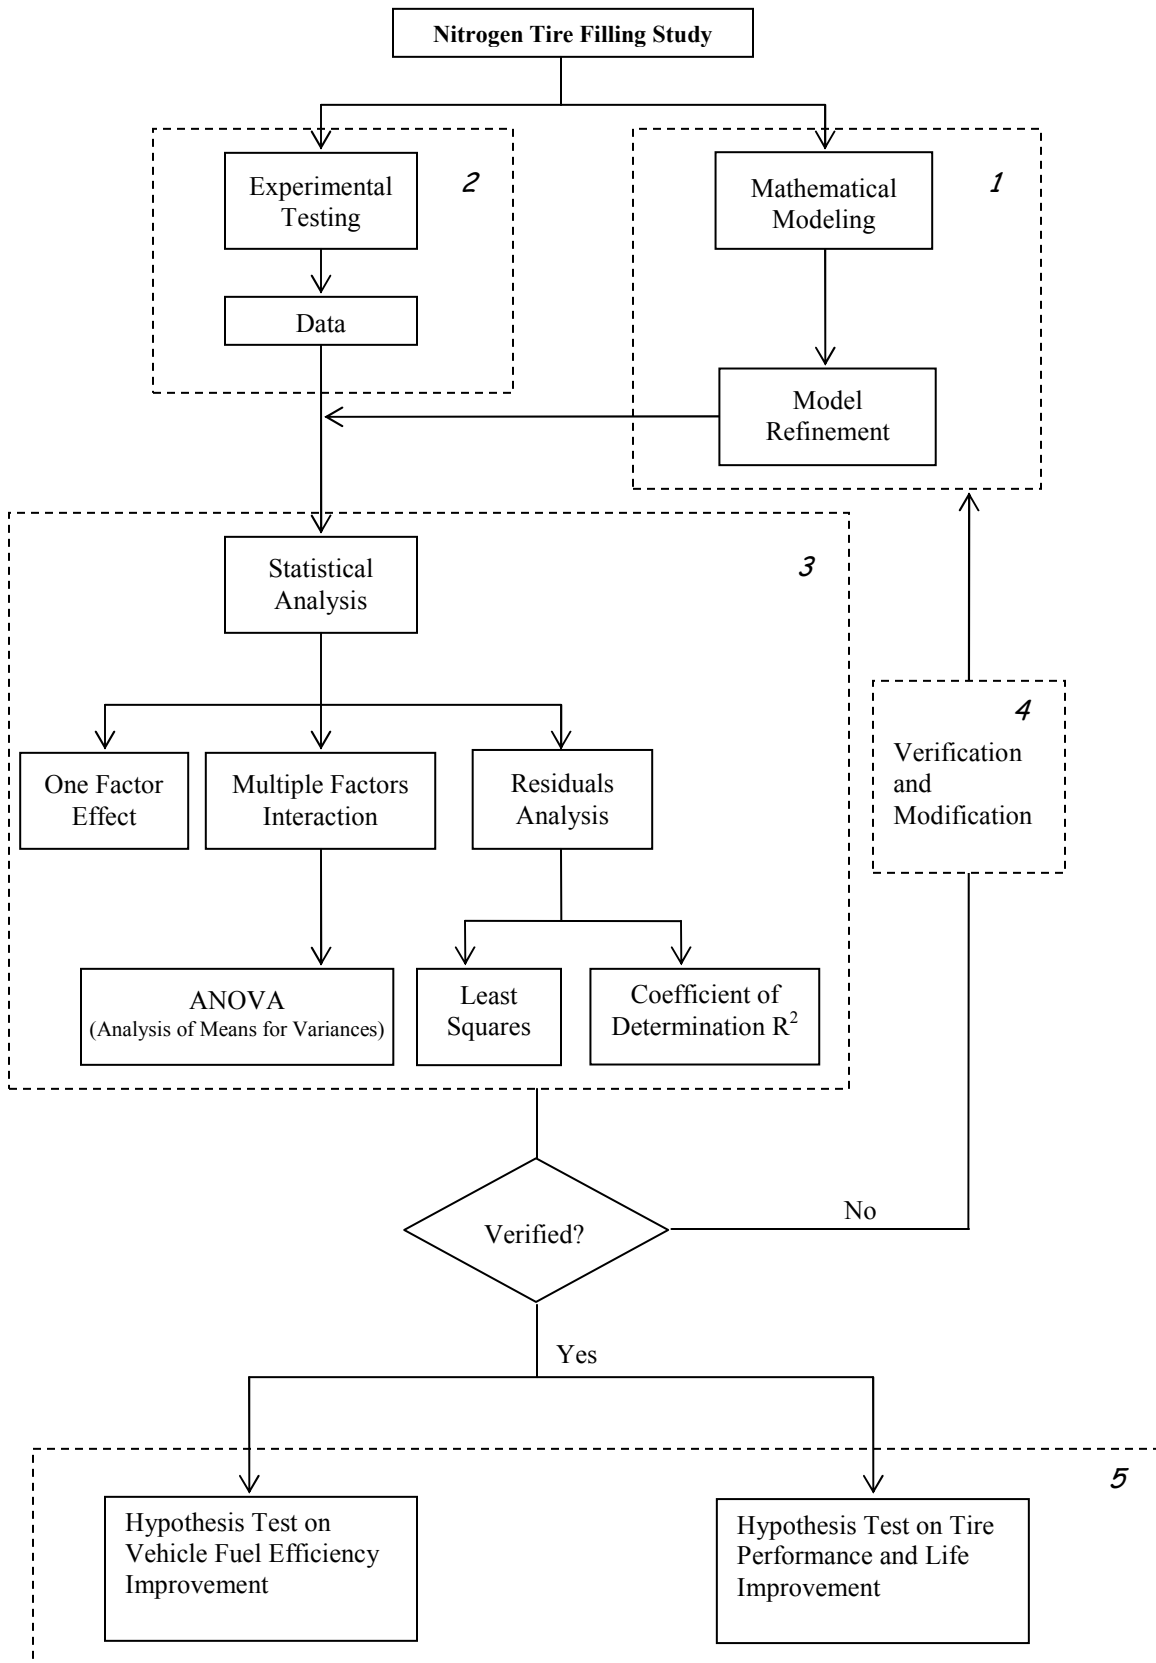 Nitrogen Tire Filling Study
Experimental
Testing
2
Mathematical
Modeling
1
Data
Model
Refinement
Statistical
Analysis
3
4
Verification
and
Modification
One Factor
Effect
Multiple Factors
Interaction
Residuals
Analysis
ANOVA
(Analysis of Means for Variances)
Least
Squares
Coefficient of
Determination R²
Verified?
No
Yes
5
Hypothesis Test on
Vehicle Fuel Efficiency
Improvement
Hypothesis Test on Tire
Performance and Life
Improvement